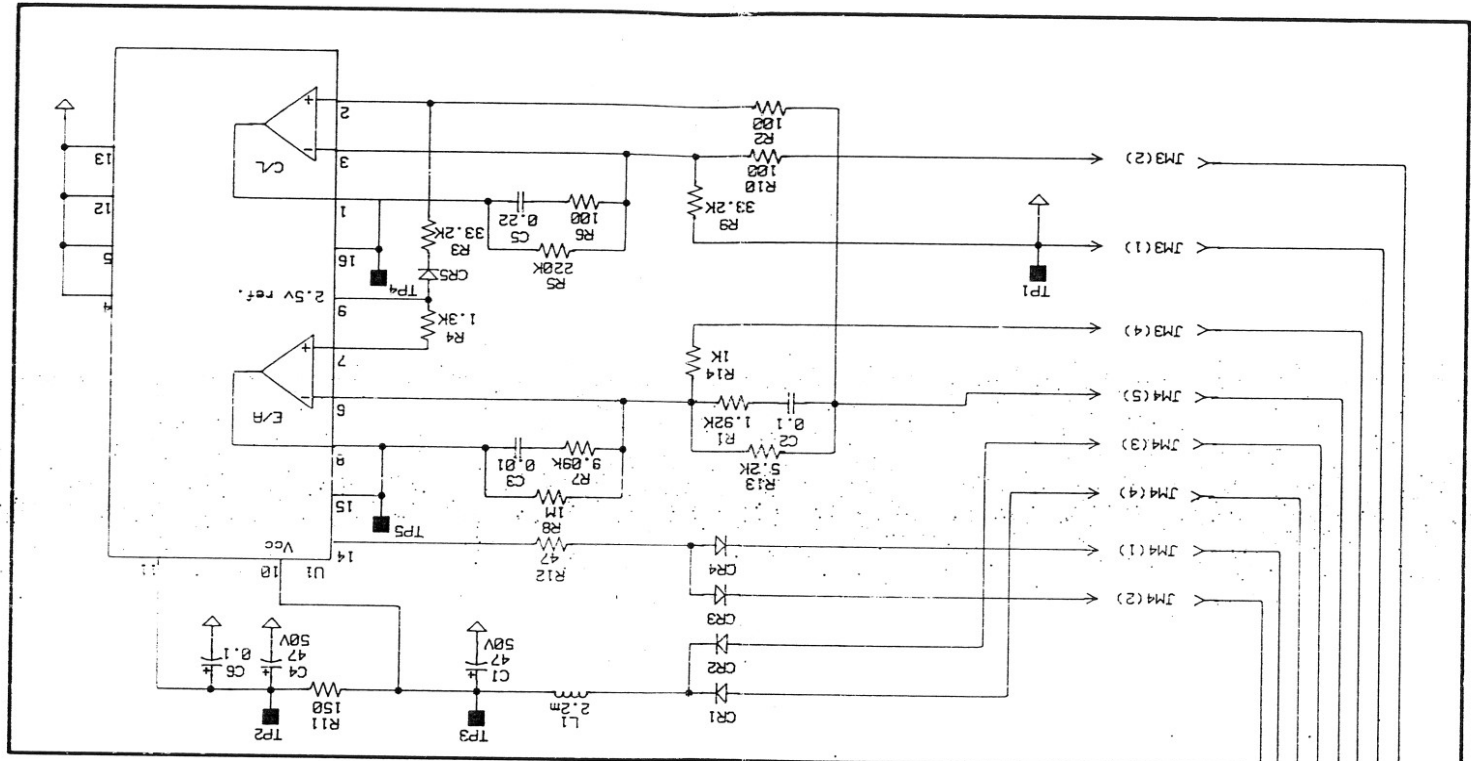 2
13
C/L
3
12
1
5
16
4
2.5v ref.
9
7
E/A
6
8
15
Vcc
14
11
10
U1
100
R2
100
R10
33.2K
R9
0.22
C5
100
R6
220K
R5
33.2K
R3
CR5
TP4
1.3K
R4
TP1
1K
R14
1.92K
R1
0.1
C2
5.2K
R13
0.01
C3
9.09K
R7
1M
R8
TP5
47
R12
CR4
CR3
CR2
CR1
0.1
C6
50V
47
C4
50V
47
C1
150
R11
2.2m
L1
TP2
TP3
JM3(2)
JM3(1)
JM3(4)
JM4(5)
JM4(3)
JM4(4)
JM4(1)
JM4(2)